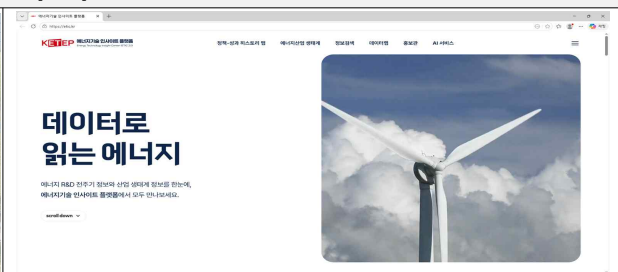 에너지기술 인사이트 플랫폼
https://etic.kr
KETEP 에너지기술 인사이트 플랫폼
정책-성과 히스토리 맵 에너지산업 생태계 정보검색 데이터랩 홍보관 AI 서비스
데이터로
읽는 에너지
에너지 R&D 전주기 정보와 산업 생태계 정보를 한눈에,
에너지기술 인사이트 플랫폼에서 모두 만나보세요.
scroll down